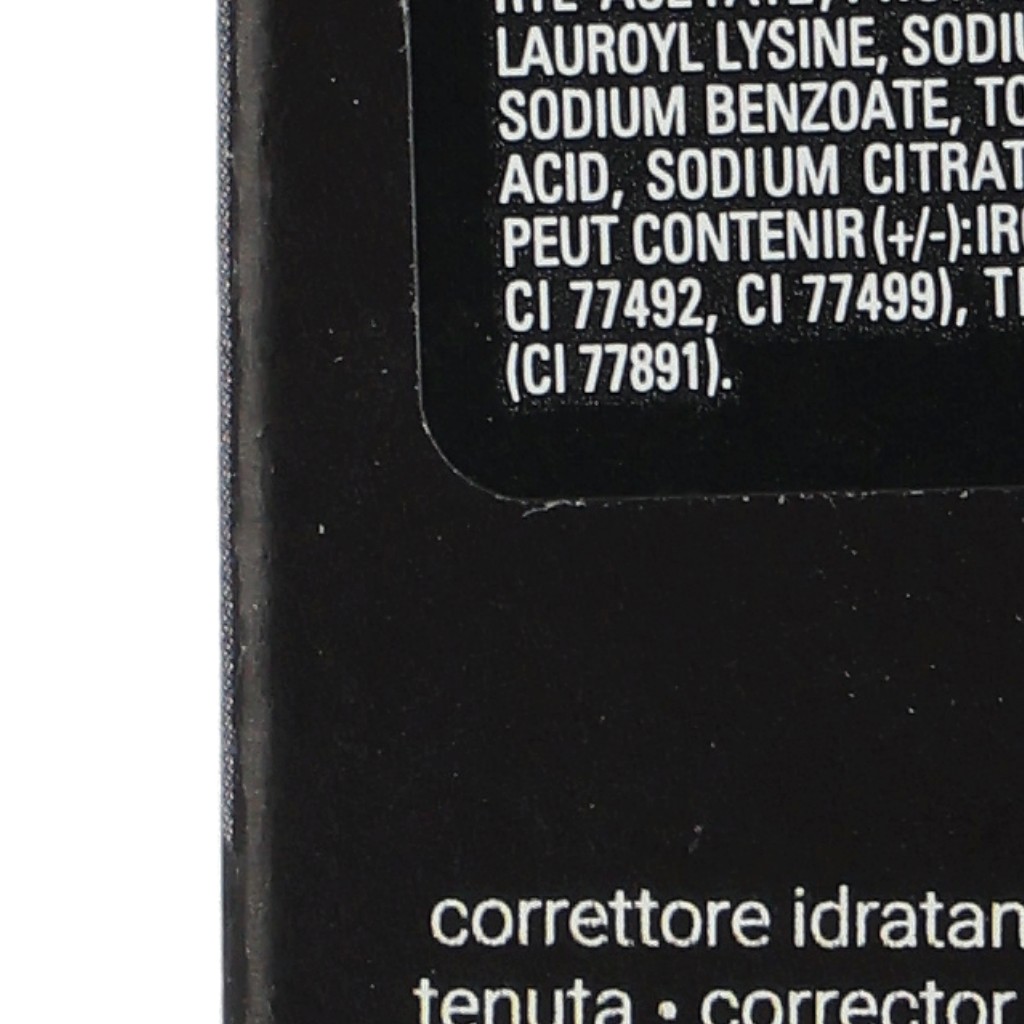 LAUROYL LYSINE, SODIU
SODIUM BENZOATE, TO
ACID, SODIUM CITRAT
PEUT CONTENIR (+/-): IR
CI 77492, CI 77499), TI
(CI 77891).
correttore idratan
tenuta • corrector